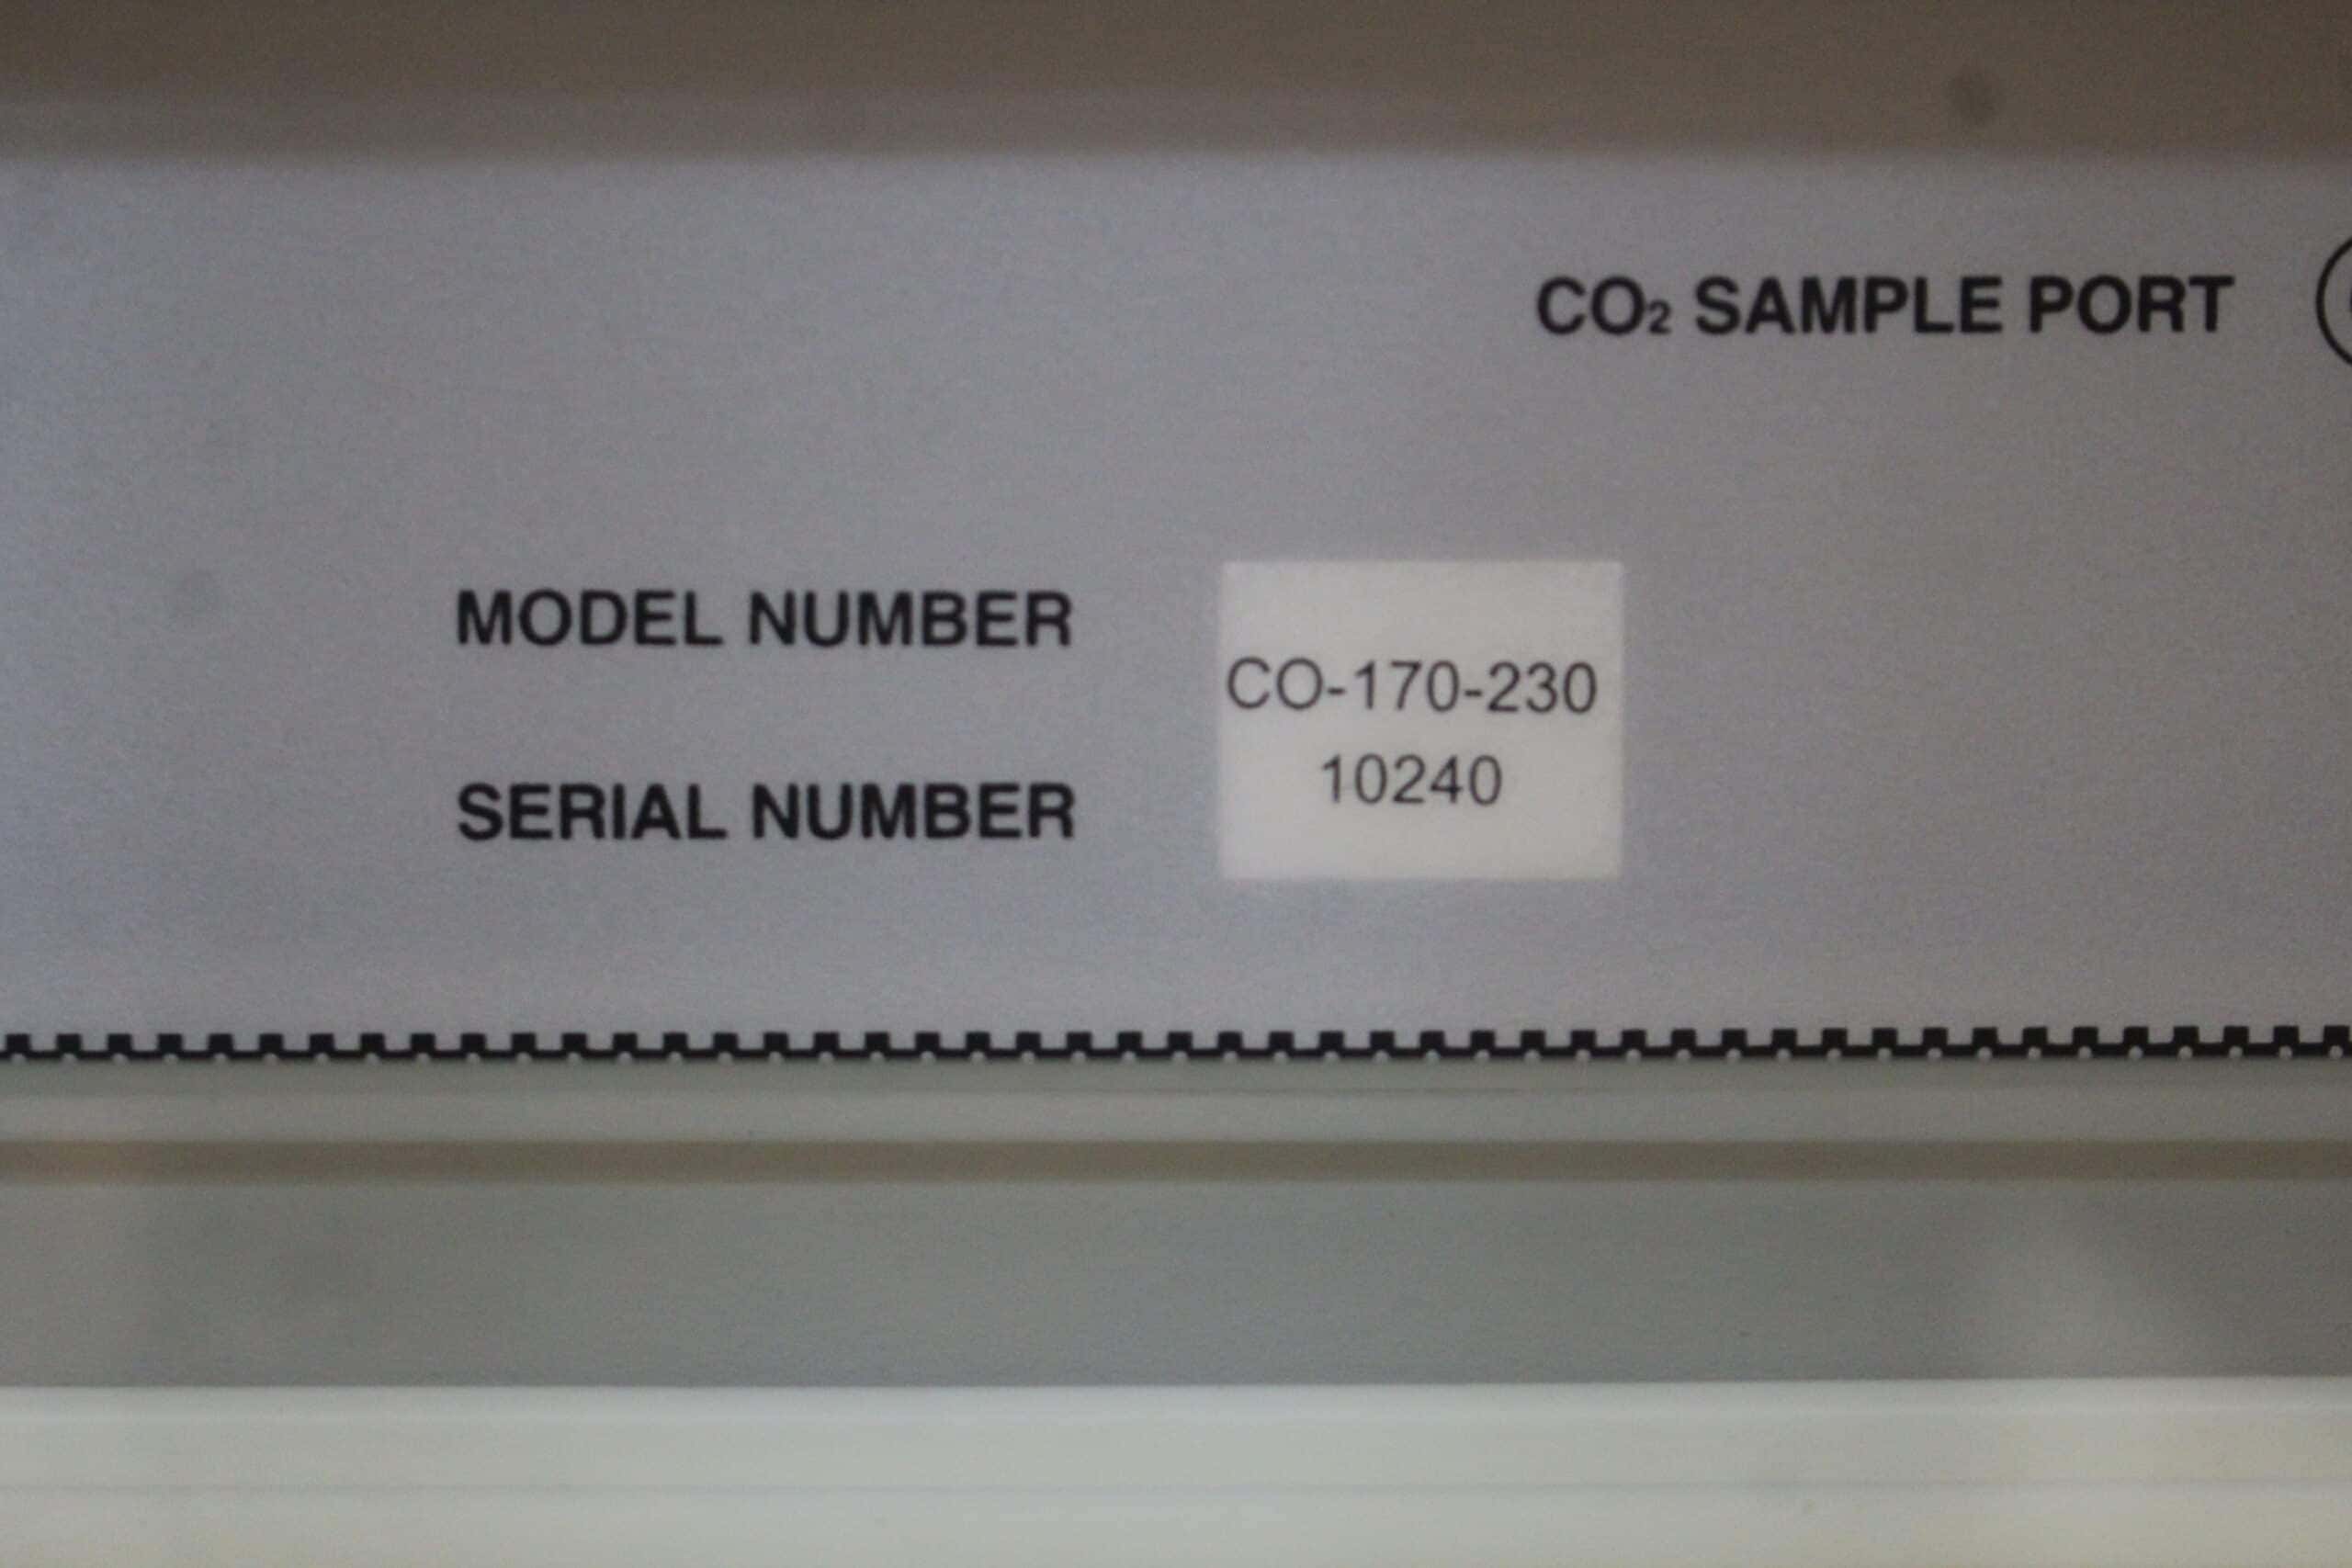 CO₂ SAMPLE PORT
MODEL NUMBER
CO-170-230
10240
SERIAL NUMBER